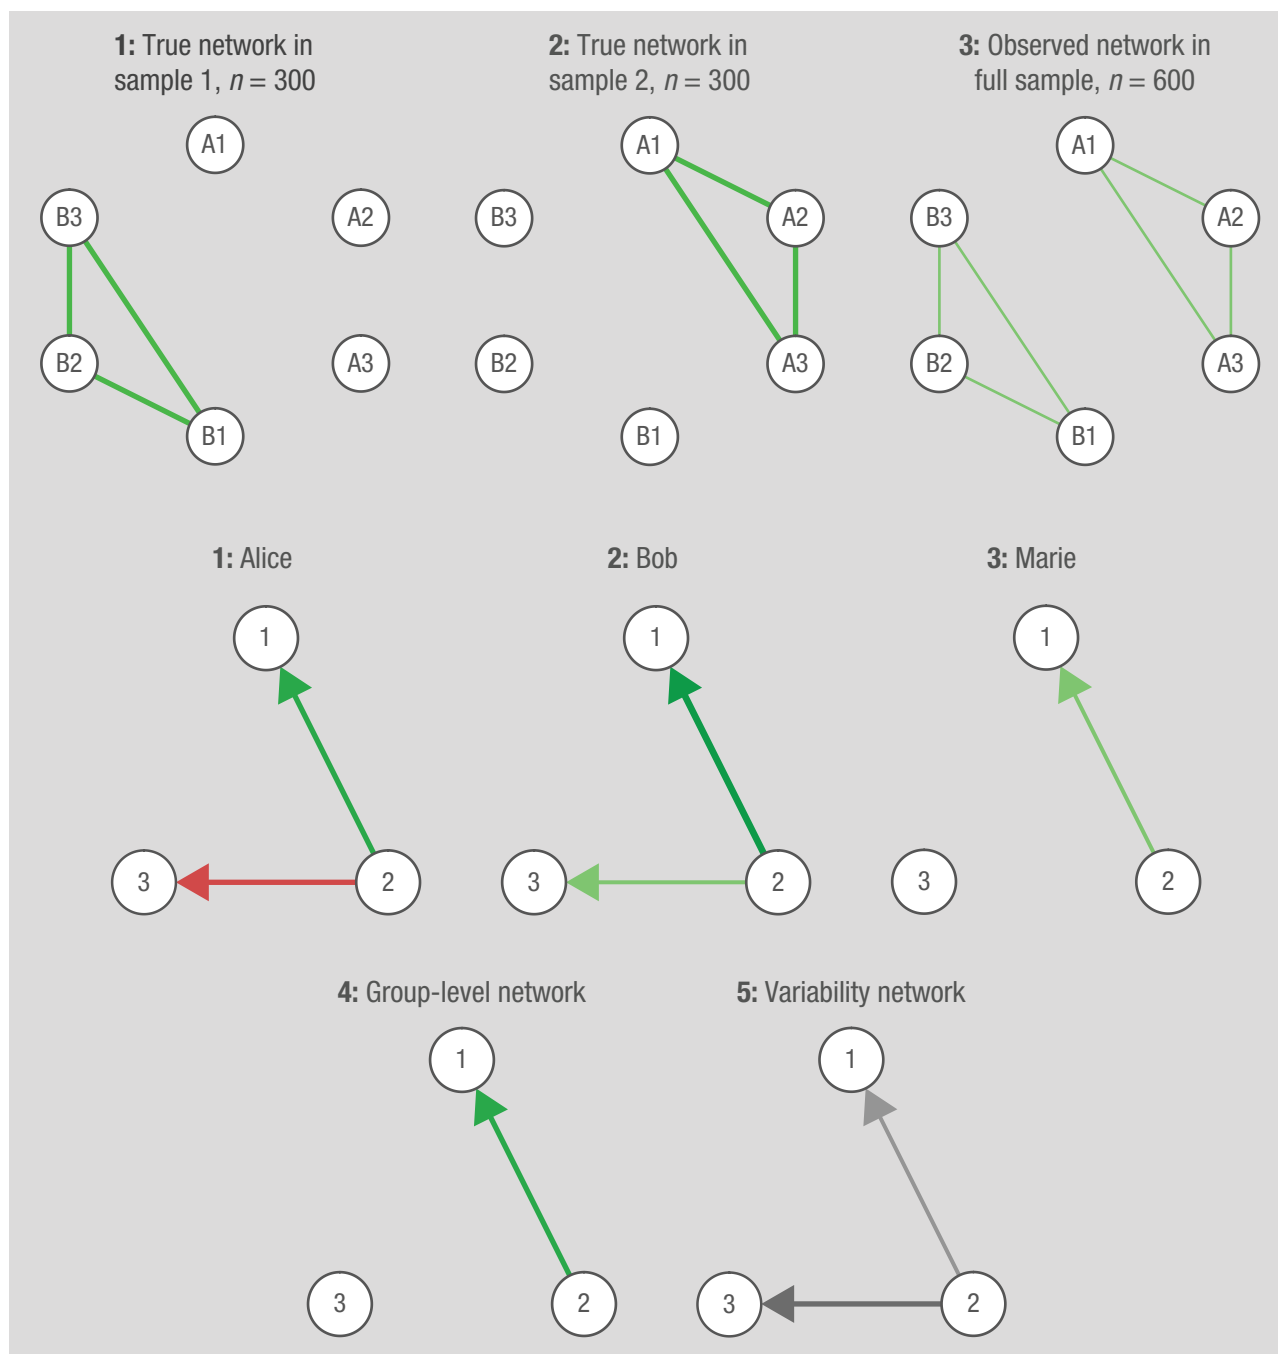 1: True network in
sample 1, n = 300
2: True network in
sample 2, n = 300
3: Observed network in
full sample, n = 600
A1
B3
A2
B2
A3
B1
A1
B3
A2
B2
A3
B1
A1
B3
A2
B2
A3
B1
1: Alice
2: Bob
3: Marie
1
3
2
1
3
2
1
3
2
4: Group-level network
5: Variability network
1
3
2
1
3
2